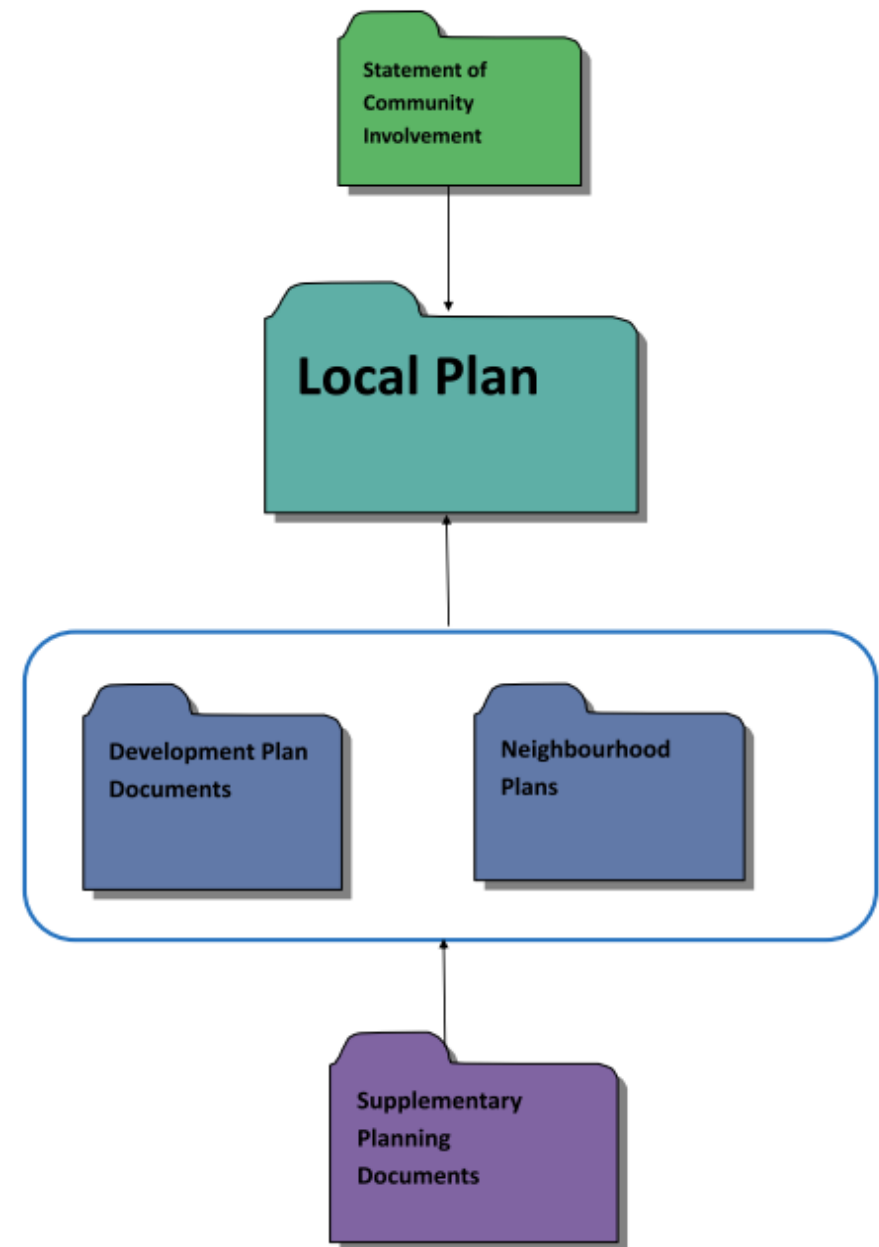 Statement of
Community
Involvement
Local Plan
Development Plan
Documents
Neighbourhood
Plans
Supplementary
Planning
Documents